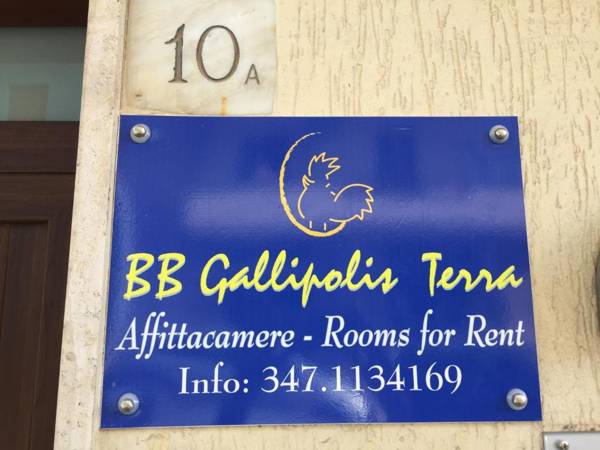 10A
BB Gallipolis Terra
Affittacamere - Rooms for Rent
Info: 347.1134169